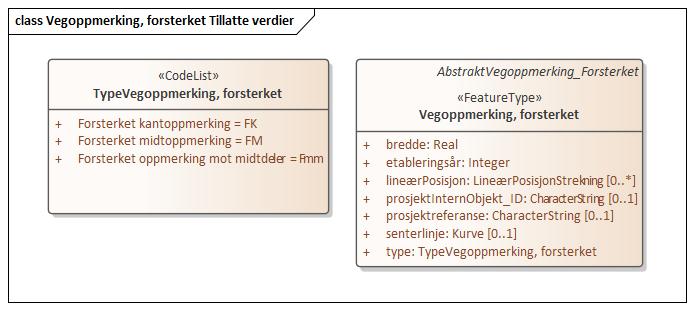 class Vegoppmerking, forsterket Tillatte verdier
«CodeList»
TypeVegoppmerking, forsterket
+ Forsterket kantoppmerking = FK
+ Forsterket midtoppmerking = FM
+ Forsterket oppmerking mot midtdeler = Fmm
AbstraktVegoppmerking_Forsterket
«FeatureType»
Vegoppmerking, forsterket
+ bredde: Real
+ etableringsår: Integer
+ lineærPosisjon: LineærPosisjonStrekning [0..*]
+ prosjektInternObjekt_ID: CharacterString [0..1]
+ prosjektreferanse: CharacterString [0..1]
+ senterlinje: Kurve [0..1]
+ type: TypeVegoppmerking, forsterket